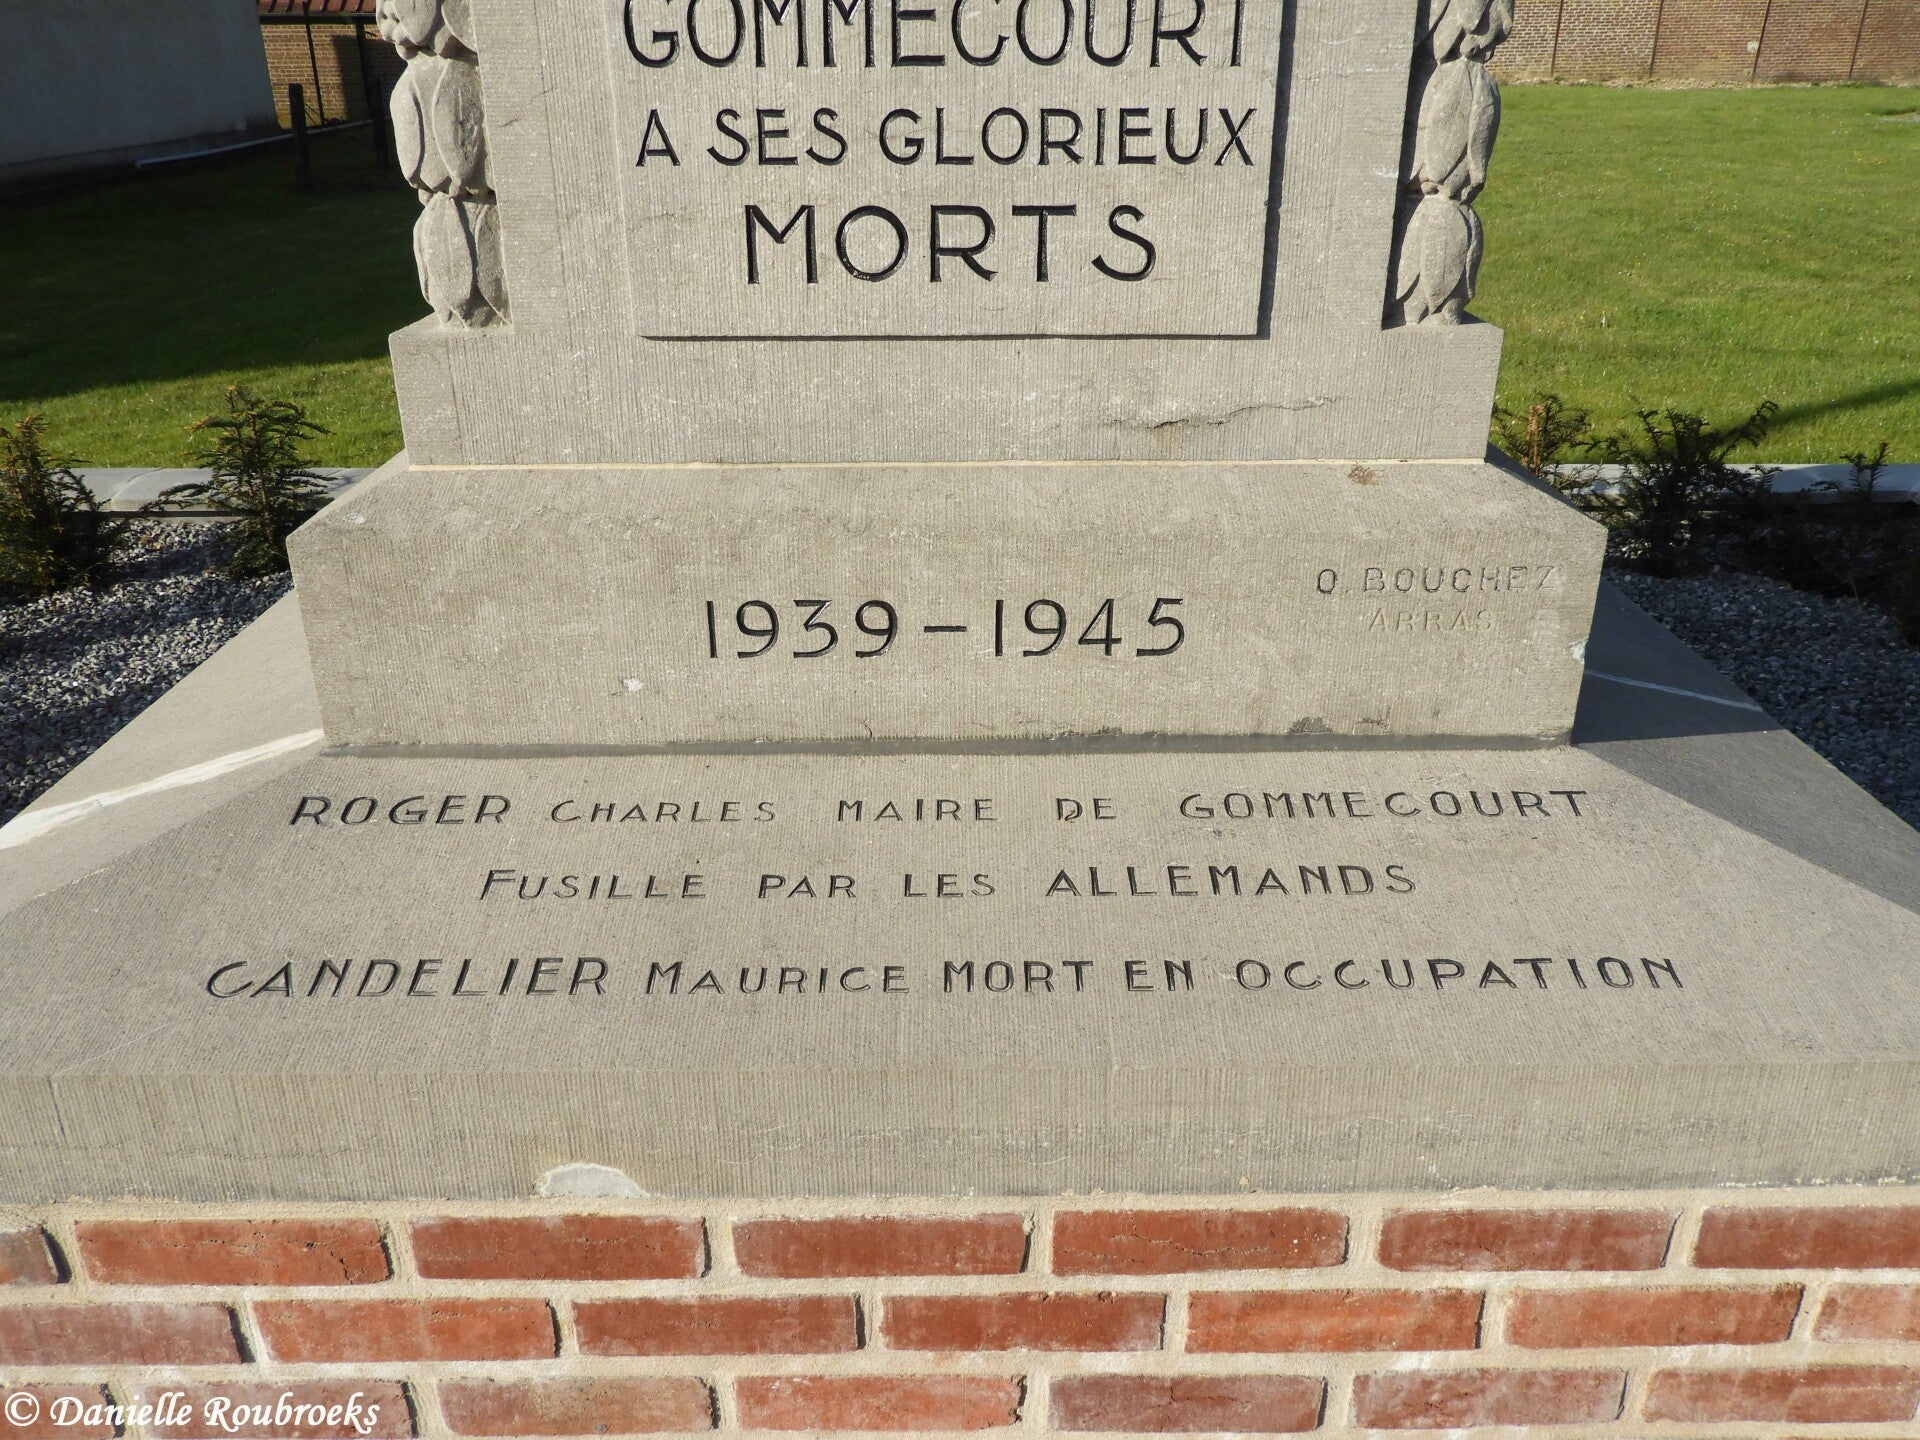 GOMMECOURT
A SES GLORIEUX
MORTS
1939-1945
O. BOUCHEZ
ARRAS
ROGER CHARLES MAIRE DE GOMMECOURT
FUSILLE PAR LES ALLEMANDS
CANDELIER MAURICE MORT EN OCCUPATION
© Danielle Roubroeks